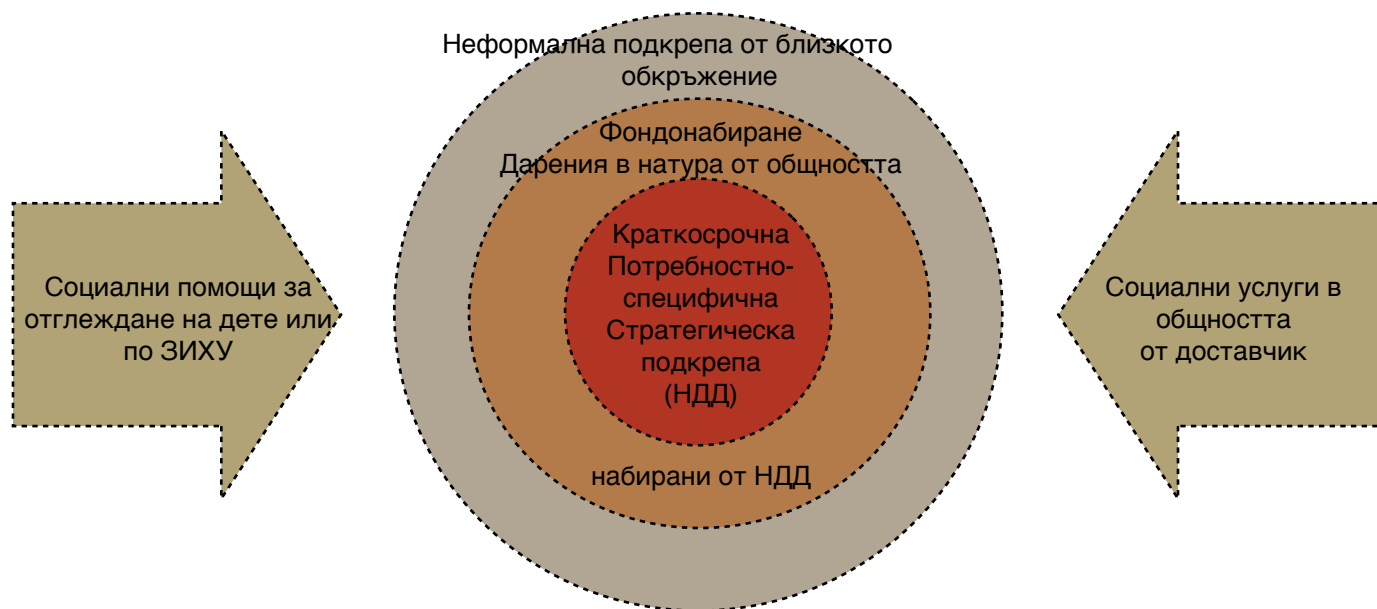 Неформална подкрепа от близкото
обкръжение
Фондонабиране
Дарения в натура от общността
Краткосрочна
Потребностно-
специфична
Стратегическа
подкрепа
(НДД)
набирани от НДД
Социални помощи за
отглеждане на дете или
по ЗИХУ
Социални услуги в
общността
от доставчик